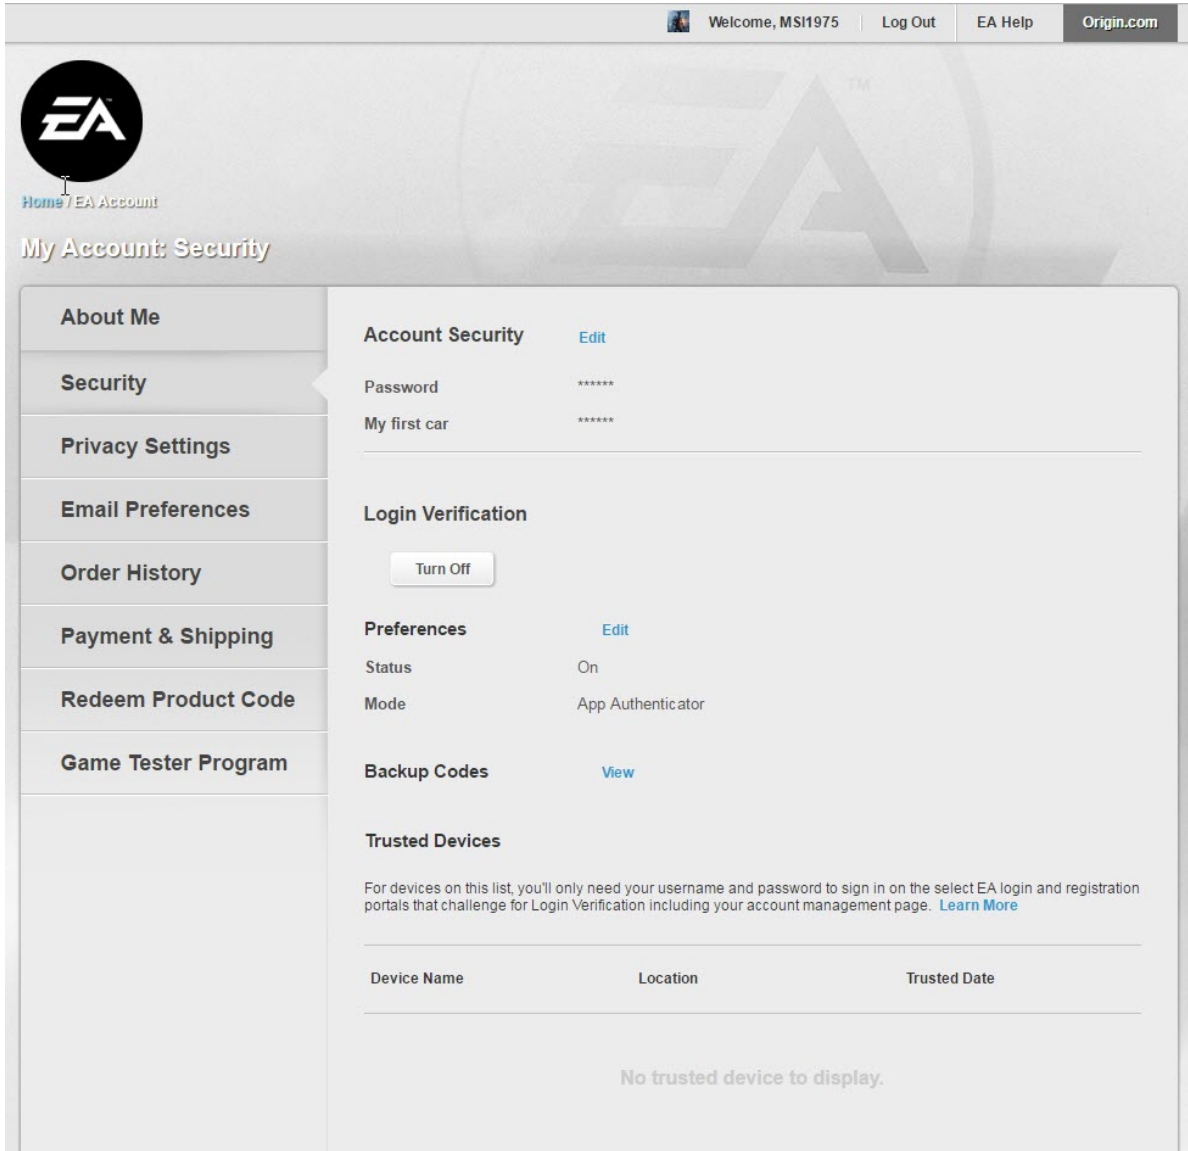 Welcome, MSI1975 Log Out EA Help Origin.com
EA
TM
Home / EA Account
My Account: Security
About Me
Security
Privacy Settings
Email Preferences
Order History
Payment & Shipping
Redeem Product Code
Game Tester Program
Account Security Edit
Password ******
My first car ******
Login Verification
Turn Off
Preferences Edit
Status On
Mode App Authenticator
Backup Codes View
Trusted Devices
For devices on this list, you'll only need your username and password to sign in on the select EA login and registration
portals that challenge for Login Verification including your account management page. Learn More
Device Name Location Trusted Date
No trusted device to display.